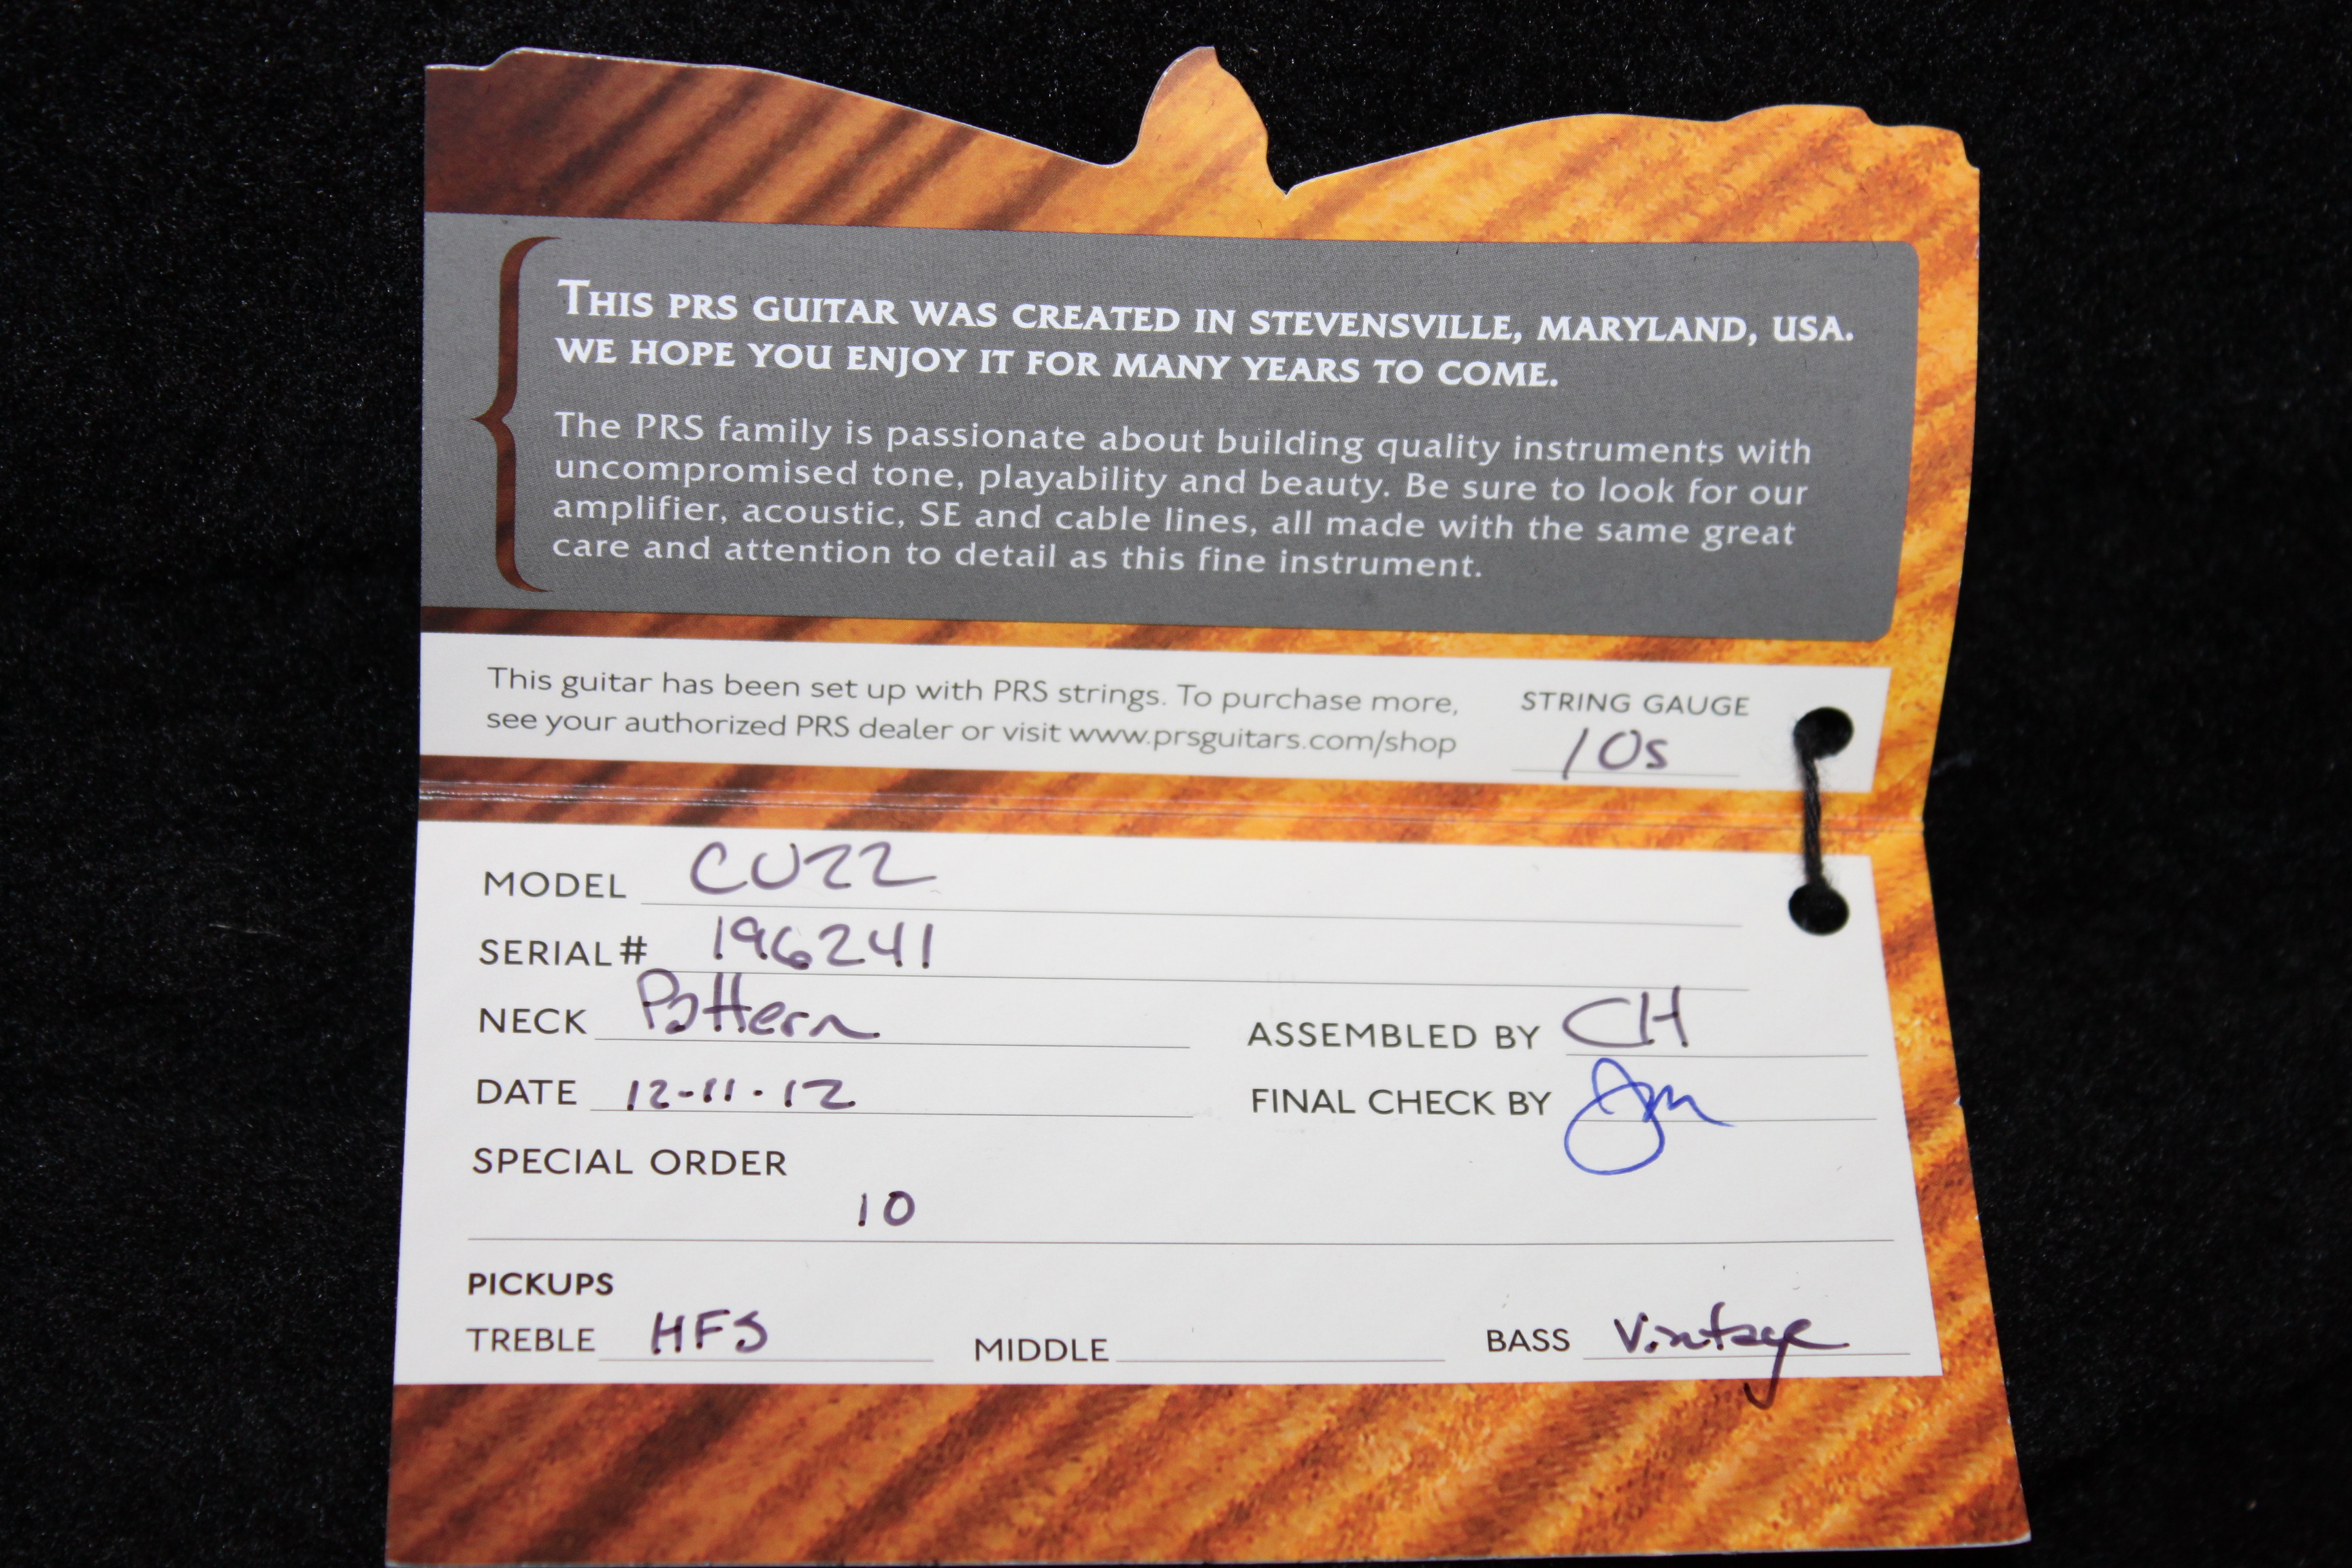 THIS PRS GUITAR WAS CREATED IN STEVENSVILLE, MARYLAND, USA.
WE HOPE YOU ENJOY IT FOR MANY YEARS TO COME.
The PRS family is passionate about building quality instruments with
uncompromised tone, playability and beauty. Be sure to look for our
amplifier, acoustic, SE and cable lines, all made with the same great
care and attention to detail as this fine instrument.
This guitar has been set up with PRS strings. To purchase more,
see your authorized PRS dealer or visit www.prsguitars.com/shop
STRING GAUGE
10s
MODEL CU22
SERIAL# 196241
NECK Pattern
ASSEMBLED BY CH
DATE 12-11-12
FINAL CHECK BY
SPECIAL ORDER
10
PICKUPS
TREBLE HFS MIDDLE BASS Vintage